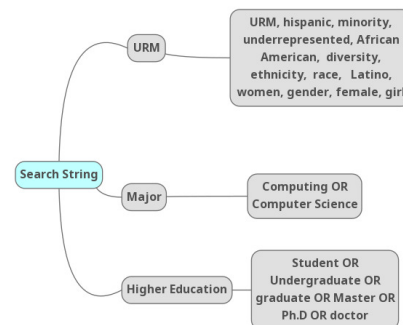 URM, hispanic, minority,
underrepresented, African
American, diversity,
ethnicity, race, Latino,
women, gender, female, girl
URM
Search String
Major
Computing OR
Computer Science
Higher Education
Student OR
Undergraduate OR
graduate OR Master OR
Ph.D OR doctor